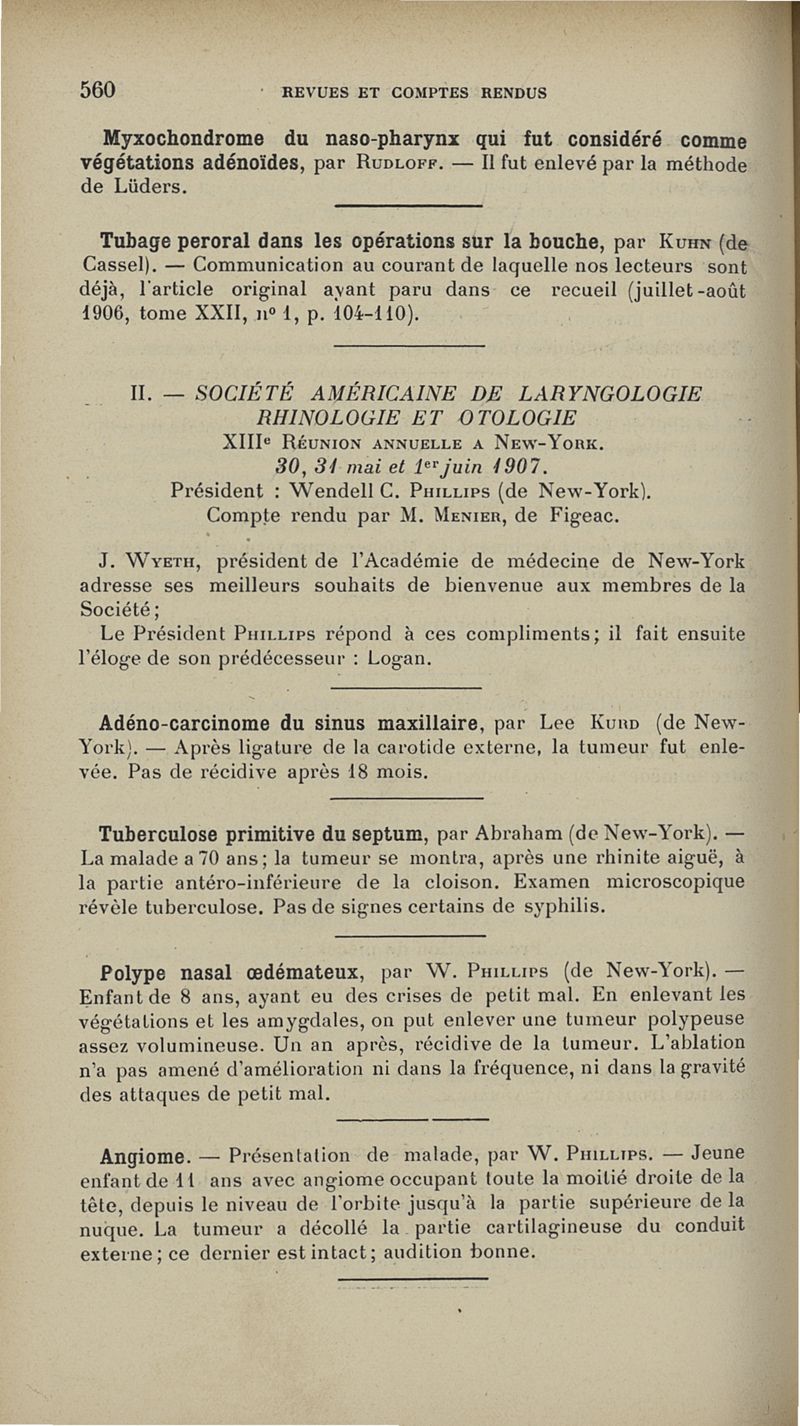 560
REVUES ET COMPTES RENDUS
Myxochondrome du naso-pharynx qui fut considéré comme
végétations adénoïdes, par RUDLOFF. — Il fut enlevé par la méthode
de Lüders.
Tubage peroral dans les opérations sur la bouche, par KUHN (de
Cassel). — Communication au courant de laquelle nos lecteurs sont
déjà, l'article original ayant paru dans ce recueil (juillet-août
1906, tome XXII, nº 1, p. 104-110).
II. — SOCIÉTÉ AMÉRICAINE DE LARYNGOLOGIE
RHINOLOGIE ET OTOLOGIE
XIIIe RÉUNION ANNUELLE A NEW-YORK.
30, 31 mai et 1er juin 1907.
Président : Wendell C. PHILLIPS (de New-York).
Compte rendu par M. MENIER, de Figeac.
J. WYETH, président de l'Académie de médecine de New-York
adresse ses meilleurs souhaits de bienvenue aux membres de la
Société;
Le Président PHILLIPS répond à ces compliments; il fait ensuite
l'éloge de son prédécesseur : Logan.
Adéno-carcinome du sinus maxillaire, par Lee KURD (de New-
York). — Après ligature de la carotide externe, la tumeur fut enle-
vée. Pas de récidive après 18 mois.
Tuberculose primitive du septum, par Abraham (de New-York). —
La malade a 70 ans; la tumeur se montra, après une rhinite aiguë, à
la partie antéro-inférieure de la cloison. Examen microscopique
révèle tuberculose. Pas de signes certains de syphilis.
Polype nasal œdémateux, par W. PHILLIPS (de New-York). —
Enfant de 8 ans, ayant eu des crises de petit mal. En enlevant les
végétations et les amygdales, on put enlever une tumeur polypeuse
assez volumineuse. Un an après, récidive de la tumeur. L'ablation
n'a pas amené d'amélioration ni dans la fréquence, ni dans la gravité
des attaques de petit mal.
Angiome. — Présentation de malade, par W. PHILLIPS. — Jeune
enfant de 11 ans avec angiome occupant toute la moitié droite de la
tête, depuis le niveau de l'orbite jusqu'à la partie supérieure de la
nuque. La tumeur a décollé la partie cartilagineuse du conduit
externe; ce dernier est intact; audition bonne.